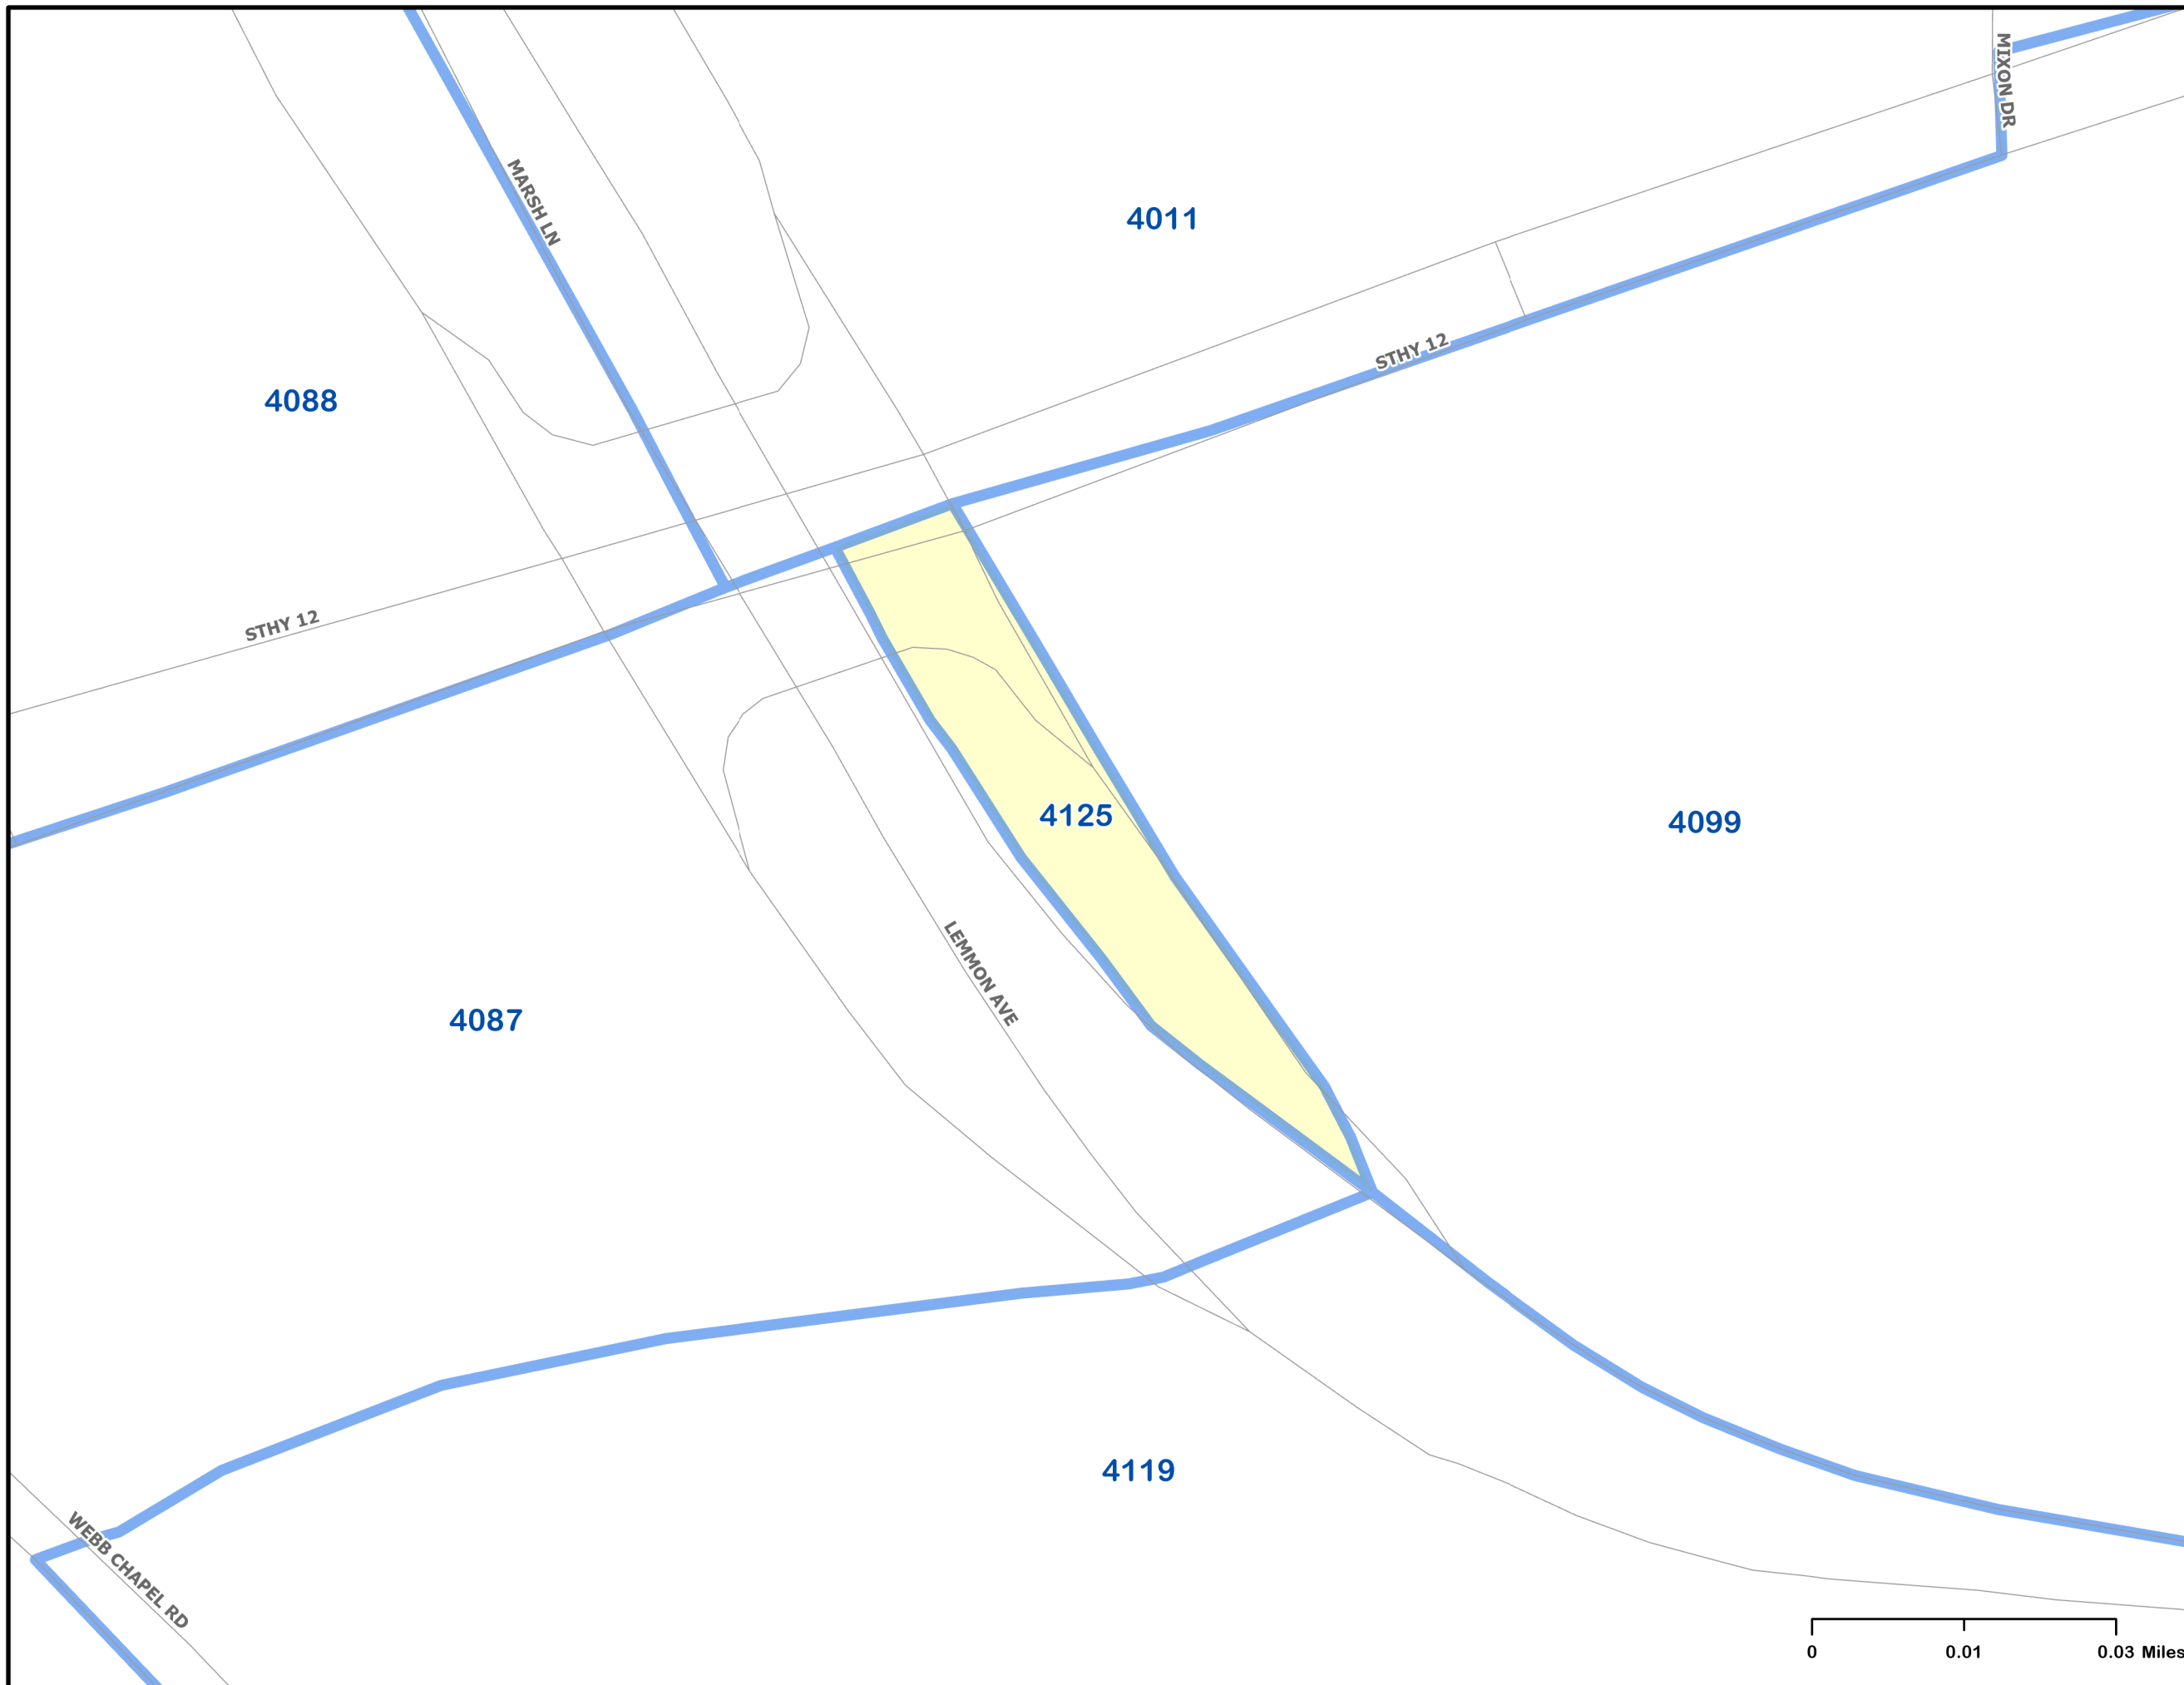 MIXON DR
MARSH LN
4011
STHY 12
4088
STHY 12
4125
4099
LEMMON AVE
4087
4119
WEBB CHAPEL RD
0 0.01 0.03 Miles